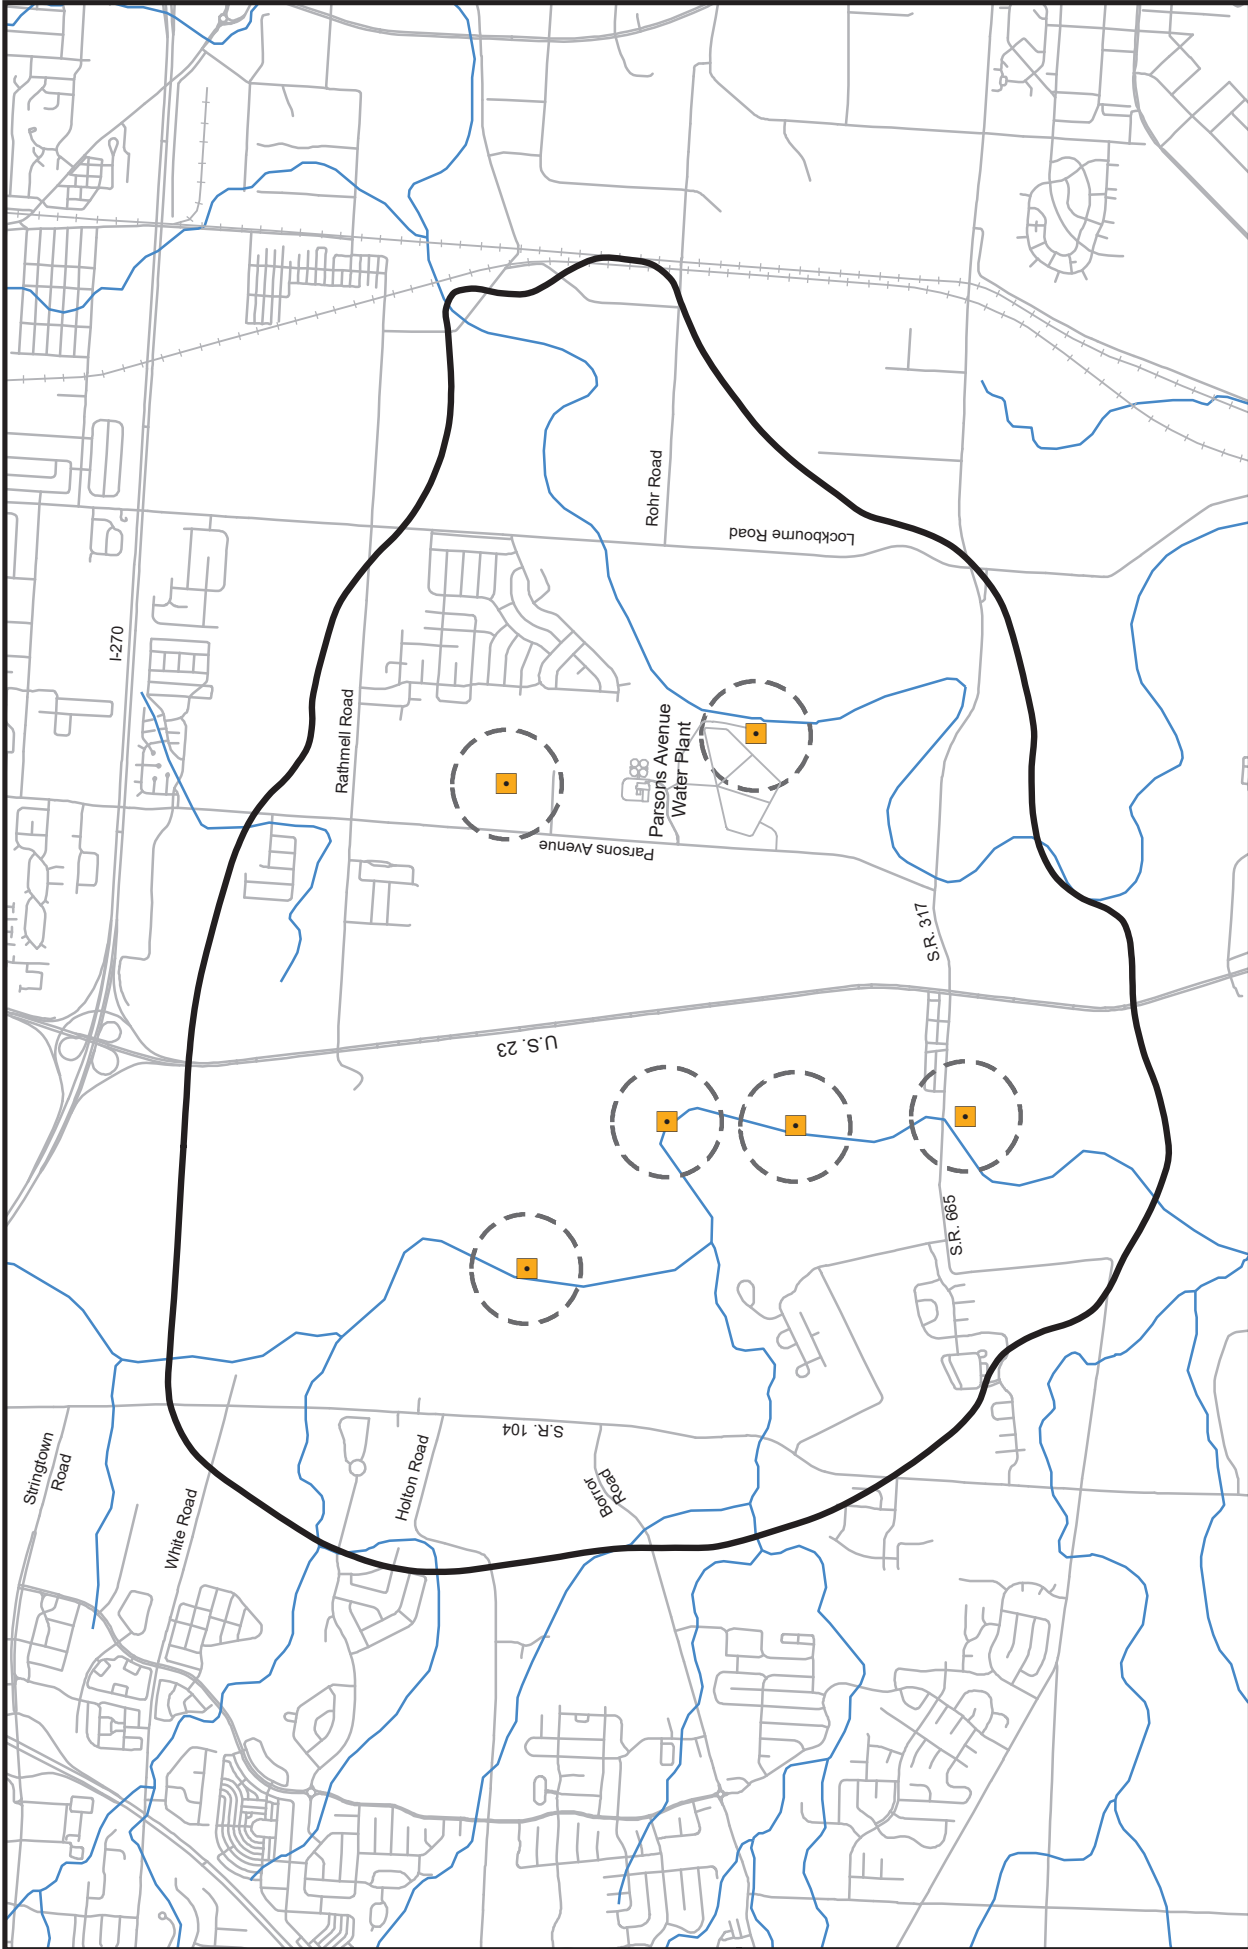 Rohr Road
Lockbourne Road
I-270
Rathmell Road
Parsons Avenue
Water Plant
Parsons Avenue
S.R. 317
U.S. 23
S.R. 665
S.R. 104
Stringtown
Road
Holton Road
Borror
Road
White Road